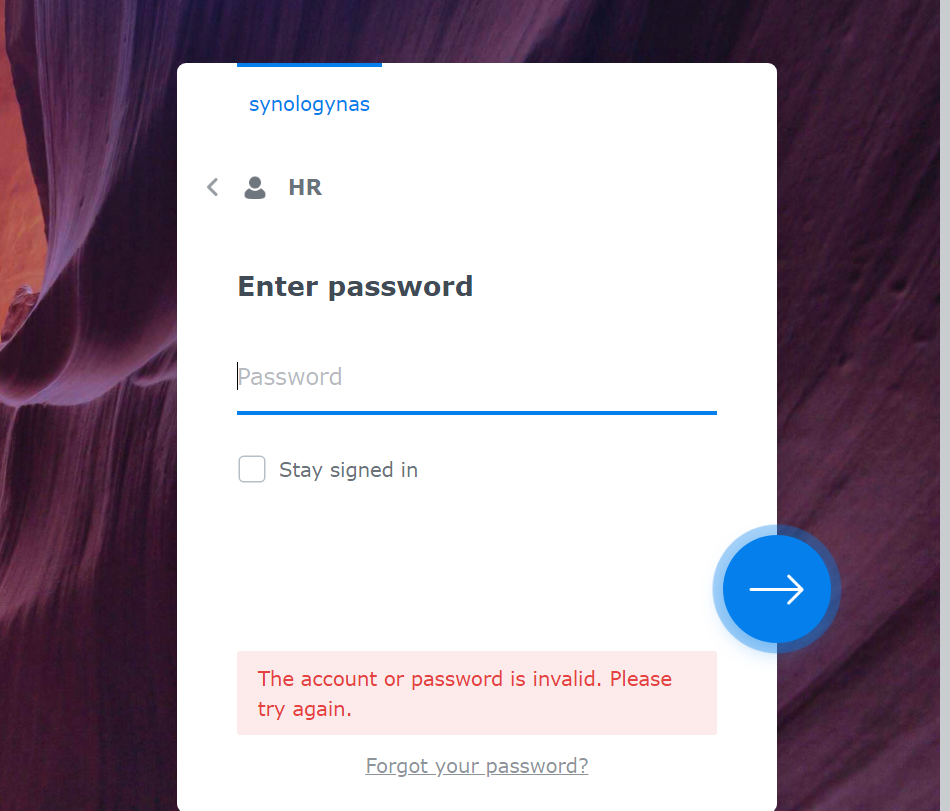 synologynas
HR
Enter password
Password
Stay signed in
The account or password is invalid. Please
try again.
Forgot your password?